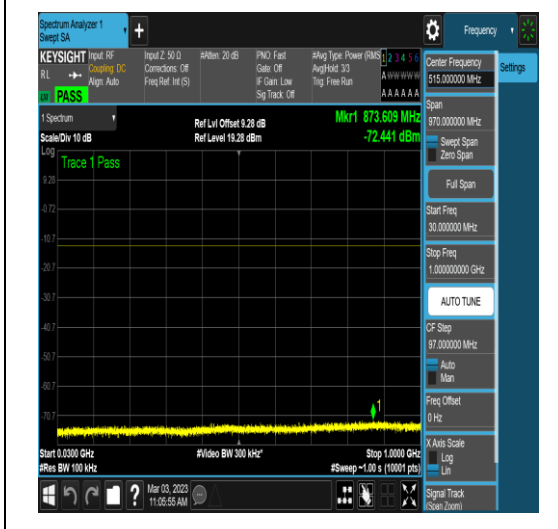 Spectrum Analyzer 1
Swept SA
+
Frequency
KEYSIGHT
RL
PASS
Input: RF
Coupling: DC
Align: Auto
Input Z: 50 Ω
Corrections: Off
Freq Ref: Int (S)
#Atten: 20 dB
PNO: Fast
Gate: Off
IF Gain: Low
Sig Track: Off
#Avg Type: Power (RMS)
Avg|Hold: 3/3
Trig: Free Run
1 2 3 4 5 6
A W W W W W
A A A A A A
1 Spectrum
Scale/Div 10 dB
Ref Lvl Offset 9.28 dB
Ref Level 19.28 dBm
Mkr1 873.609 MHz
-72.441 dBm
Log
Trace 1 Pass
9.28
-0.72
-10.7
-20.7
-30.7
-40.7
-50.7
-60.7
-70.7
1
Start 0.0300 GHz
#Res BW 100 kHz
#Video BW 300 kHz*
Stop 1.0000 GHz
#Sweep ~1.00 s (10001 pts)
?
Mar 03, 2023
11:05:55 AM
Center Frequency
515.000000 MHz
Settings
Span
970.000000 MHz
Swept Span
Zero Span
Full Span
Start Freq
30.000000 MHz
Stop Freq
1.000000000 GHz
AUTO TUNE
CF Step
97.000000 MHz
Auto
Man
Freq Offset
0 Hz
X Axis Scale
Log
Lin
Signal Track
(Span Zoom)